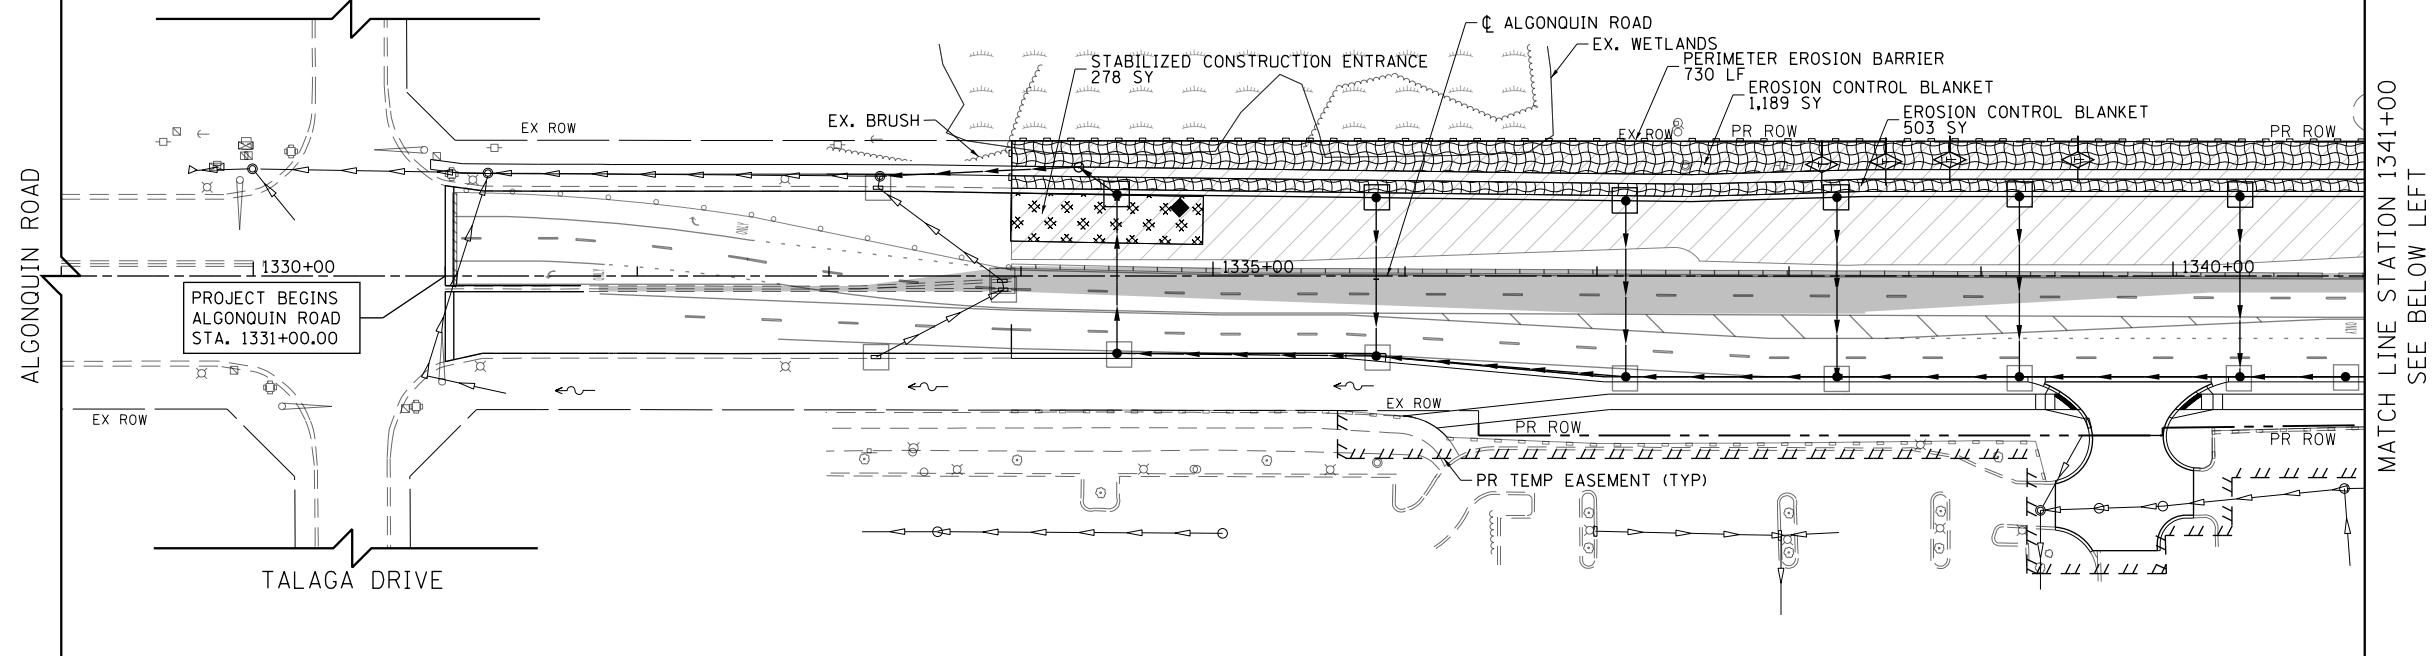 ℄ ALGONQUIN ROAD
EX. WETLANDS
STABILIZED CONSTRUCTION ENTRANCE
278 SY
PERIMETER EROSION BARRIER
730 LF
EROSION CONTROL BLANKET
1,189 SY
EROSION CONTROL BLANKET
503 SY
EX. BRUSH
EX ROW
EX ROW
PR ROW
PR ROW
ALGONQUIN ROAD
MATCH LINE STATION 1341+00
SEE BELOW LEFT
ONLY
1330+00
1335+00
1340+00
PROJECT BEGINS
ALGONQUIN ROAD
STA. 1331+00.00
ONLY
EX ROW
EX ROW
PR ROW
PR ROW
PR TEMP EASEMENT (TYP)
TALAGA DRIVE